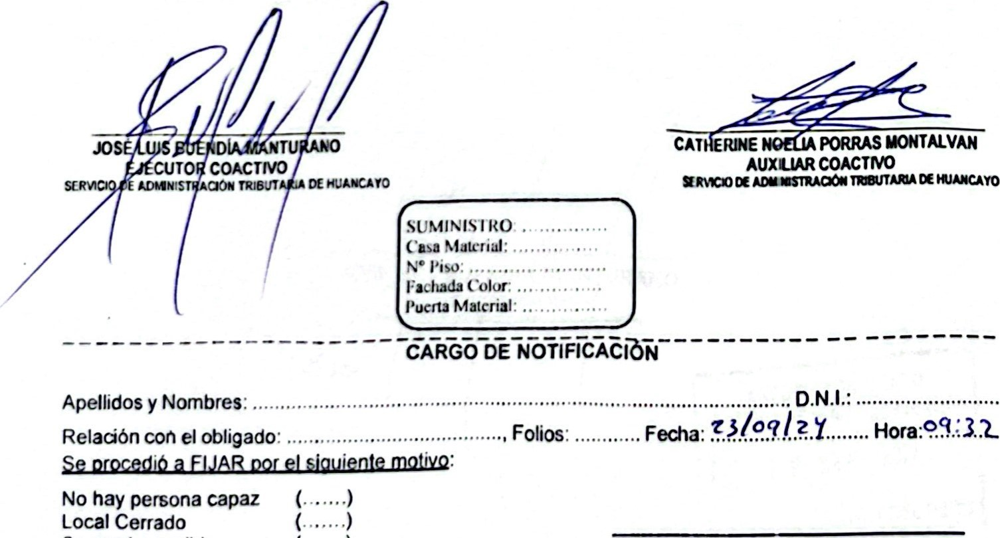 JOSÉ LUIS BUENDÍA MANTURANO
EJECUTOR COACTIVO
SERVICIO DE ADMINISTRACIÓN TRIBUTARIA DE HUANCAYO
CATHERINE NOELIA PORRAS MONTALVAN
AUXILIAR COACTIVO
SERVICIO DE ADMINISTRACIÓN TRIBUTARIA DE HUANCAYO
SUMINISTRO: ................
Casa Material: ................
Nº Piso: ..........................
Fachada Color: ................
Puerta Material: ................
CARGO DE NOTIFICACIÓN
Apellidos y Nombres: .................................................................. D.N.I.: ..........................
Relación con el obligado: ............................................., Folios: ............ Fecha: 23/09/24 Hora: 09:32
Se procedió a FIJAR por el siguiente motivo:
No hay persona capaz (.......)
Local Cerrado (.......)